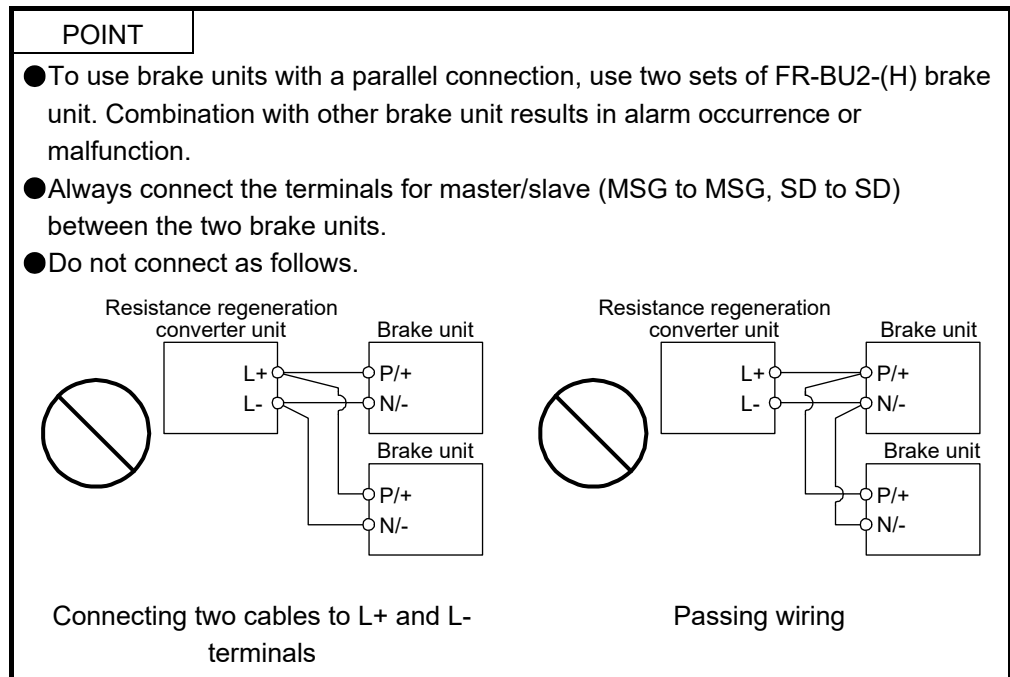 POINT
●To use brake units with a parallel connection, use two sets of FR-BU2-(H) brake
unit. Combination with other brake unit results in alarm occurrence or
malfunction.
●Always connect the terminals for master/slave (MSG to MSG, SD to SD)
between the two brake units.
●Do not connect as follows.
Resistance regeneration
converter unit
Brake unit
L+
P/+
L-
N/-
Brake unit
P/+
N/-
Connecting two cables to L+ and L-
terminals
Resistance regeneration
converter unit
Brake unit
L+
P/+
L-
N/-
Brake unit
P/+
N/-
Passing wiring